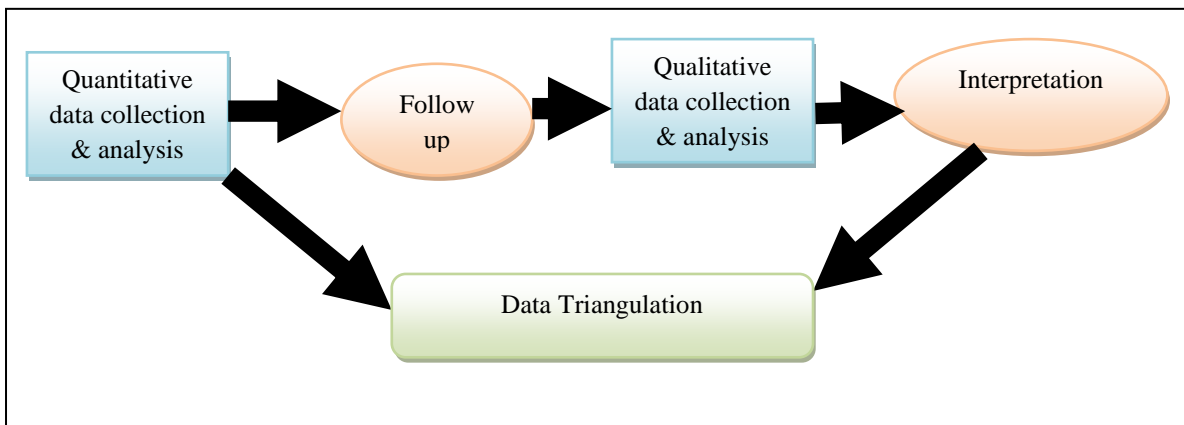 Quantitative
data collection
& analysis
Follow
up
Qualitative
data collection
& analysis
Interpretation
Data Triangulation